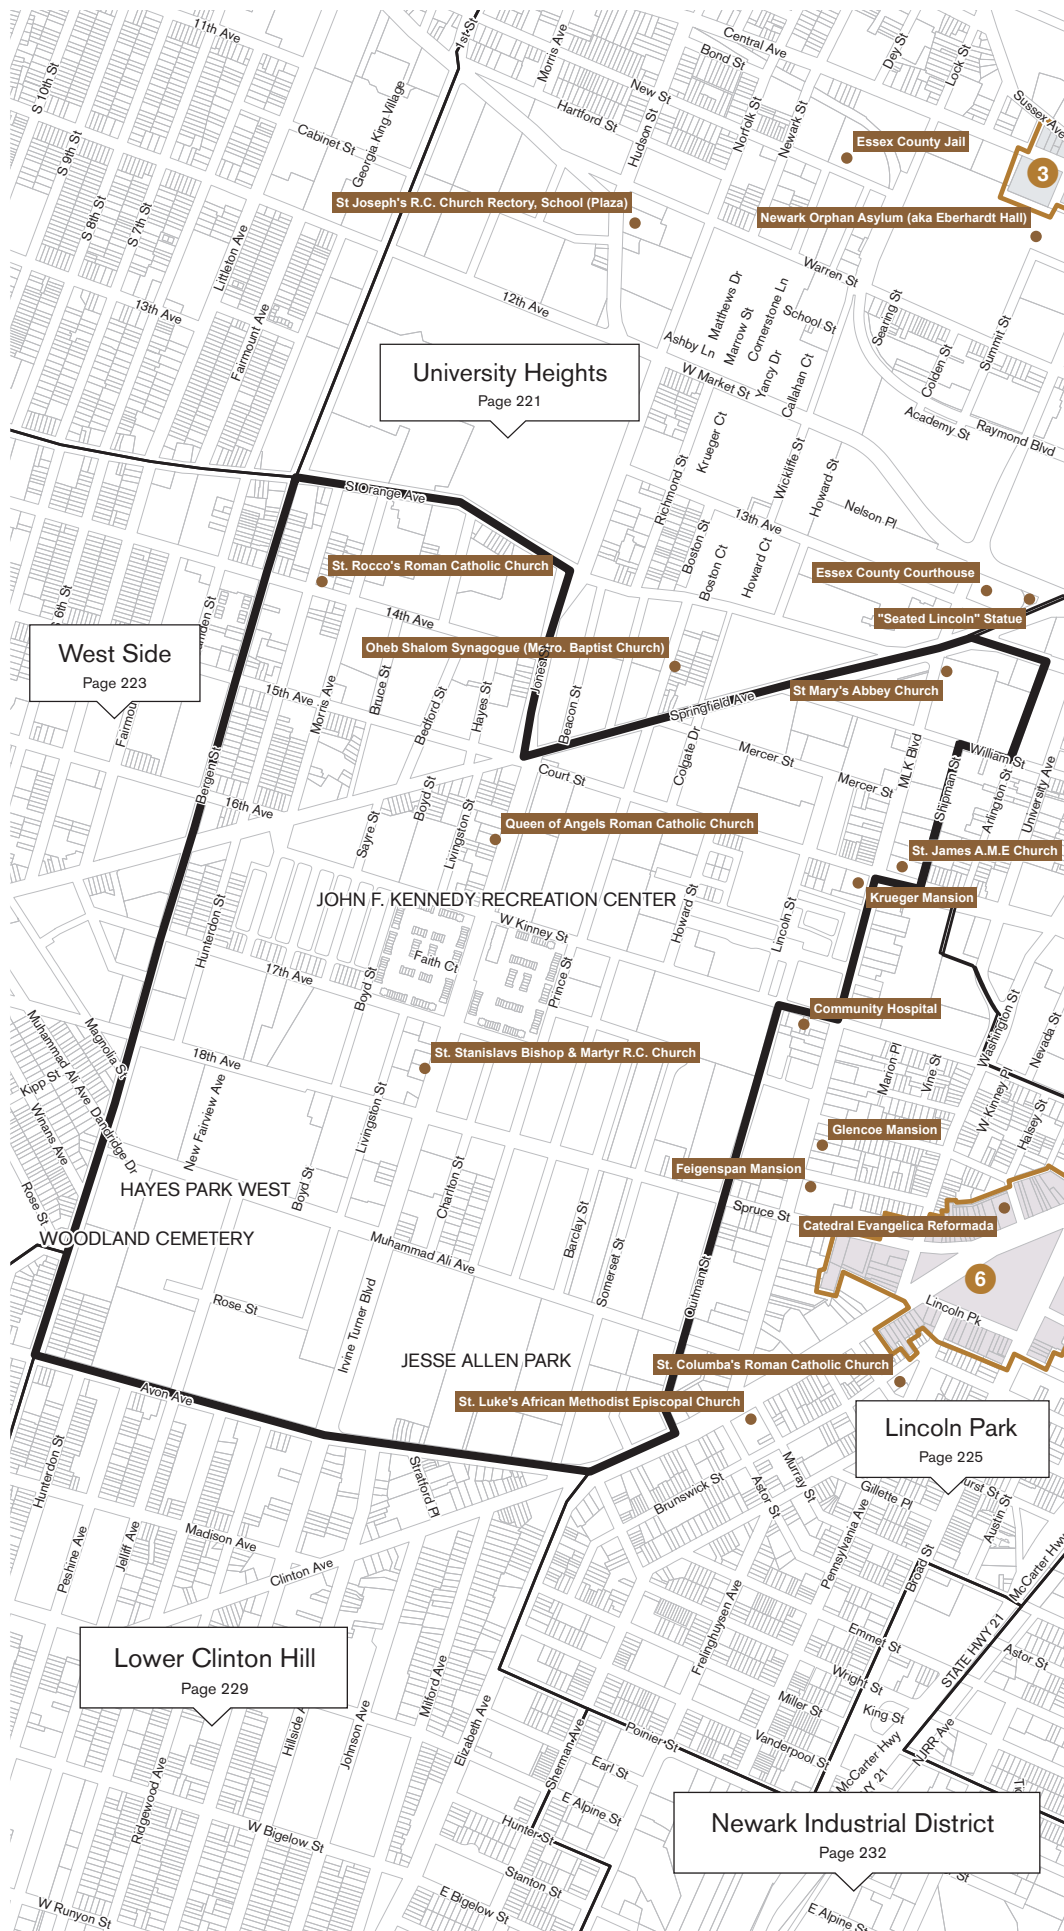 11th Ave
1st St
Morris Ave
Central Ave
Bond St
Dey St
Lock St
S 10th St
New St
Sussex Ave
Georgia King Village
Hartford St
Hudson St
Norfolk St
Newark St
Cabinet St
Essex County Jail
S 9th St
3
St Joseph's R.C. Church Rectory, School (Plaza)
Newark Orphan Asylum (aka Eberhardt Hall)
S 8th St
S 7th St
Littleton Ave
Warren St
13th Ave
12th Ave
Matthews Dr
Marrow St
Cornerstone Ln
School St
Searing St
Summit St
Fairmount Ave
Ashby Ln
Yancy Dr
Callahan Ct
Colden St
University Heights
Page 221
W Market St
Academy St
Raymond Blvd
Krueger Ct
Wickliffe St
Howard St
S Orange Ave
Richmond St
13th Ave
Nelson Pl
Boston St
Boston Ct
Howard Ct
St. Rocco's Roman Catholic Church
Essex County Courthouse
S 6th St
14th Ave
"Seated Lincoln" Statue
West Side
Page 223
Oheb Shalom Synagogue (Metro. Baptist Church)
Jones St
St Mary's Abbey Church
15th Ave
Morris Ave
Bruce St
Bedford St
Hayes St
Beacon St
Springfield Ave
Colgate Dr
Mercer St
Mercer St
MLK Blvd
William St
Shipman St
Arlington St
University Ave
Bergen St
Court St
16th Ave
Sayre St
Boyd St
Livingston St
Queen of Angels Roman Catholic Church
St. James A.M.E Church
Krueger Mansion
JOHN F. KENNEDY RECREATION CENTER
Hunterdon St
W Kinney St
Howard St
Lincoln St
17th Ave
Boyd St
Faith Ct
Prince St
Community Hospital
Washington St
Nevada St
Muhammad Ali Ave
Magnolia St
18th Ave
St. Stanislavs Bishop & Martyr R.C. Church
Marion Pl
Vine St
Kipp St
Winans Ave
Dandridge Dr
New Fairview Ave
Livingston St
W Kinney Pl
Halsey St
Glencoe Mansion
Feigenspan Mansion
Rose St
HAYES PARK WEST
Boyd St
Charlton St
Barclay St
Spruce St
Catedral Evangelica Reformada
WOODLAND CEMETERY
Muhammad Ali Ave
Somerset St
Quitman St
6
Rose St
Irvine Turner Blvd
Lincoln Pk
JESSE ALLEN PARK
St. Columba's Roman Catholic Church
Avon Ave
St. Luke's African Methodist Episcopal Church
Lincoln Park
Page 225
Hunterdon St
Stratford Pl
Brunswick St
Astor St
Murray St
Gillette Pl
Austin St
Peshine Ave
Jelliff Ave
Madison Ave
Clinton Ave
Pennsylvania Ave
Broad St
McCarter Hwy
Frelinghuysen Ave
Emmet St
STATE HWY 21
Astor St
Lower Clinton Hill
Page 229
Wright St
Miller St
King St
Hillside
Johnson Ave
Milford Ave
Elizabeth Ave
Sherman Ave
Poinier St
Vanderpool St
McCarter Hwy
NJRR Ave
Earl St
Ridgewood Ave
W Bigelow St
E Alpine St
Hunter St
Newark Industrial District
Page 232
Stanton St
W Runyon St
E Bigelow St
E Alpine St